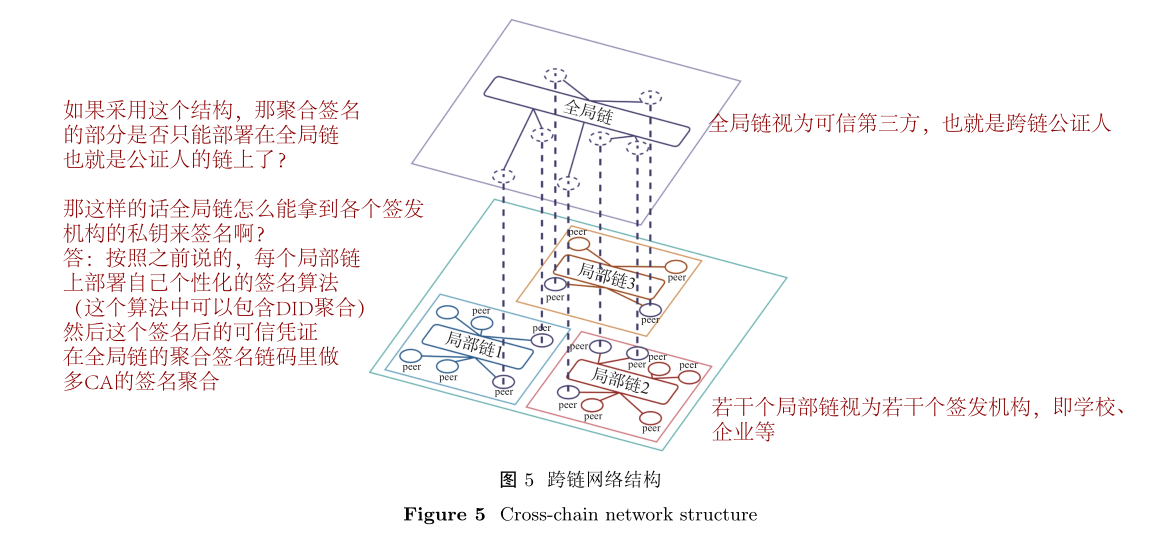 如果采用这个结构，那聚合签名
的部分是否只能部署在全局链
也就是公证人的链上了？
那这样的话全局链怎么能拿到各个签发
机构的私钥来签名啊？
答：按照之前说的，每个局部链
上部署自己个性化的签名算法
（这个算法中可以包含DID聚合）
然后这个签名后的可信凭证
在全局链的聚合签名链码里做
多CA的签名聚合
全局链
全局链视为可信第三方，也就是跨链公证人
peer
局部链3
peer
peer
peer
peer
peer
局部链1
peer
peer
peer
peer
peer
peer
peer
局部链2
peer
peer
peer
若干个局部链视为若干个签发机构，即学校、
企业等
图 5 跨链网络结构
Figure 5 Cross-chain network structure